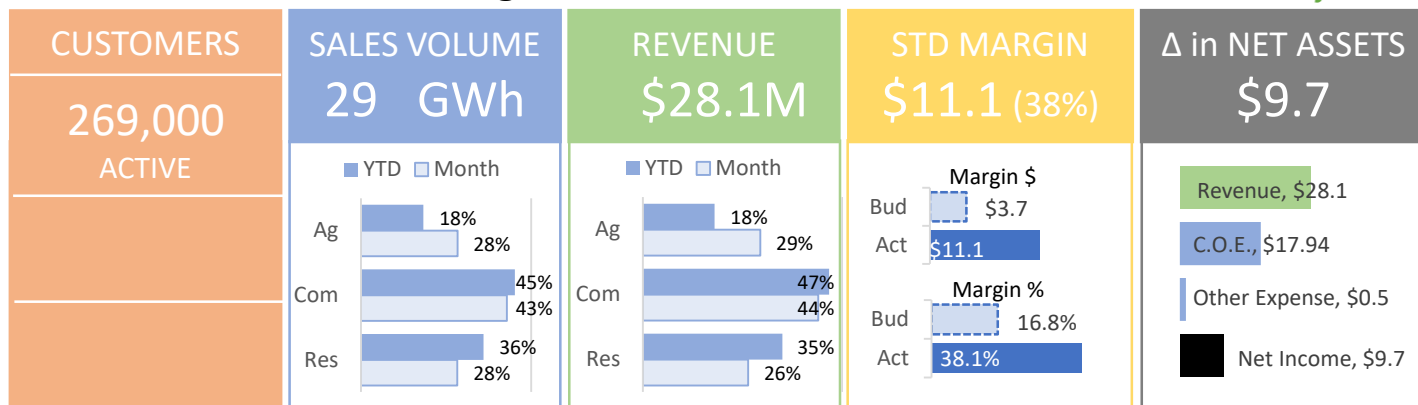 CUSTOMERS
269,000
ACTIVE
SALES VOLUME
29 GWh
YTD Month
Ag
18%
28%
Com
45%
43%
Res
36%
28%
REVENUE
$28.1M
YTD Month
Ag
18%
29%
Com
47%
44%
Res
35%
26%
STD MARGIN
$11.1 (38%)
Margin $
Bud
$3.7
Act
$11.1
Margin %
Bud
16.8%
Act
38.1%
Δ in NET ASSETS
$9.7
Revenue, $28.1
C.O.E., $17.94
Other Expense, $0.5
Net Income, $9.7